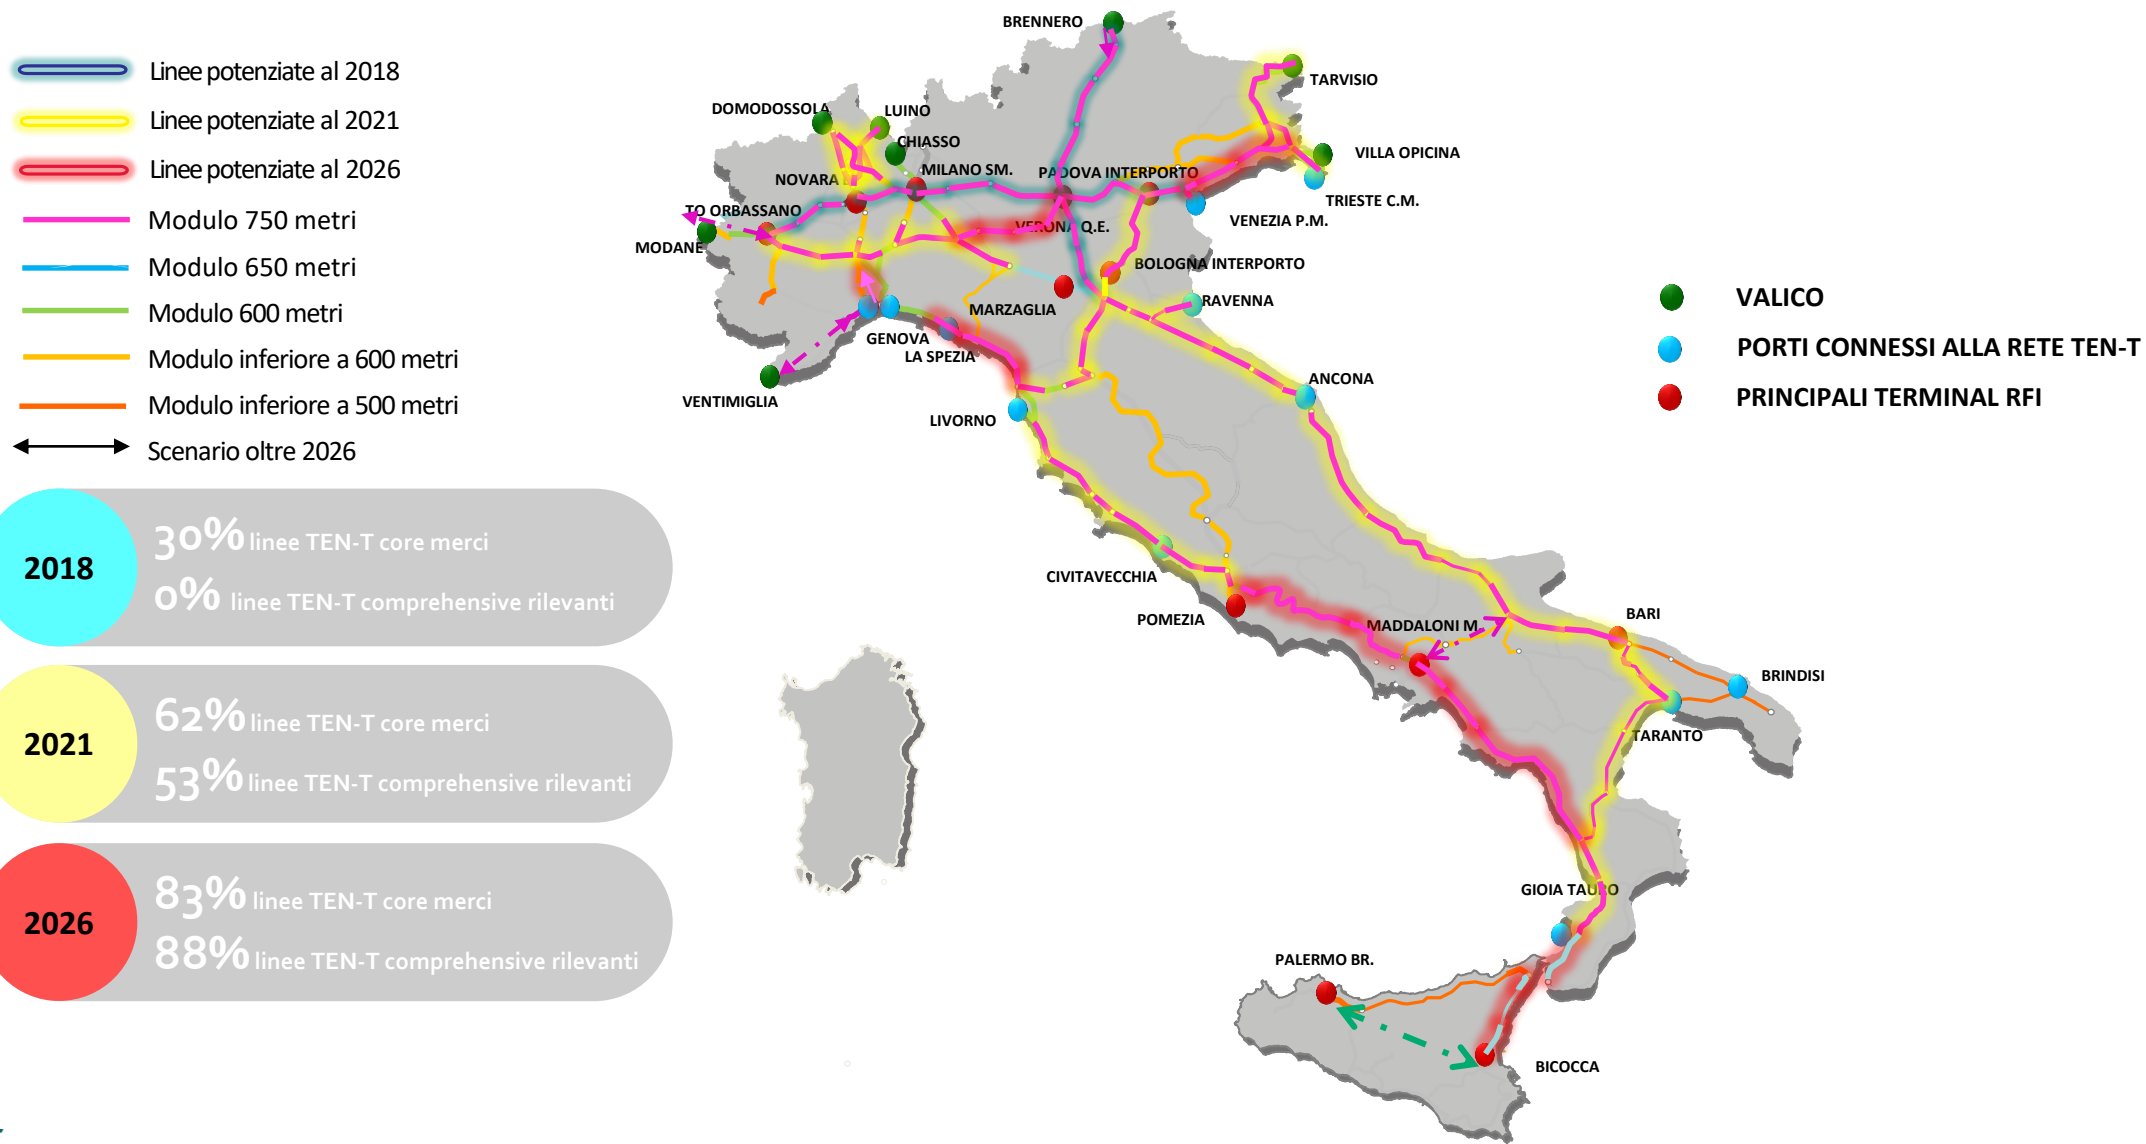 Linee potenziate al 2018
Linee potenziate al 2021
Linee potenziate al 2026
Modulo 750 metri
Modulo 650 metri
Modulo 600 metri
Modulo inferiore a 600 metri
Modulo inferiore a 500 metri
Scenario oltre 2026
2018
30% linee TEN-T core merci
0% linee TEN-T comprehensive rilevanti
2021
62% linee TEN-T core merci
53% linee TEN-T comprehensive rilevanti
2026
83% linee TEN-T core merci
88% linee TEN-T comprehensive rilevanti
BRENNERO
TARVISIO
DOMODOSSOLA
LUINO
CHIASSO
VILLA OPICINA
NOVARA
MILANO SM.
PADOVA INTERPORTO
TRIESTE C.M.
TO ORBASSANO
VERONA Q.E.
VENEZIA P.M.
MODANE
BOLOGNA INTERPORTO
RAVENNA
MARZAGLIA
GENOVA
LA SPEZIA
VENTIMIGLIA
LIVORNO
ANCONA
CIVITAVECCHIA
POMEZIA
MADDALONI M.
BARI
BRINDISI
TARANTO
GIOIA TAURO
PALERMO BR.
BICOCCA
VALICO
PORTI CONNESSI ALLA RETE TEN-T
PRINCIPALI TERMINAL RFI